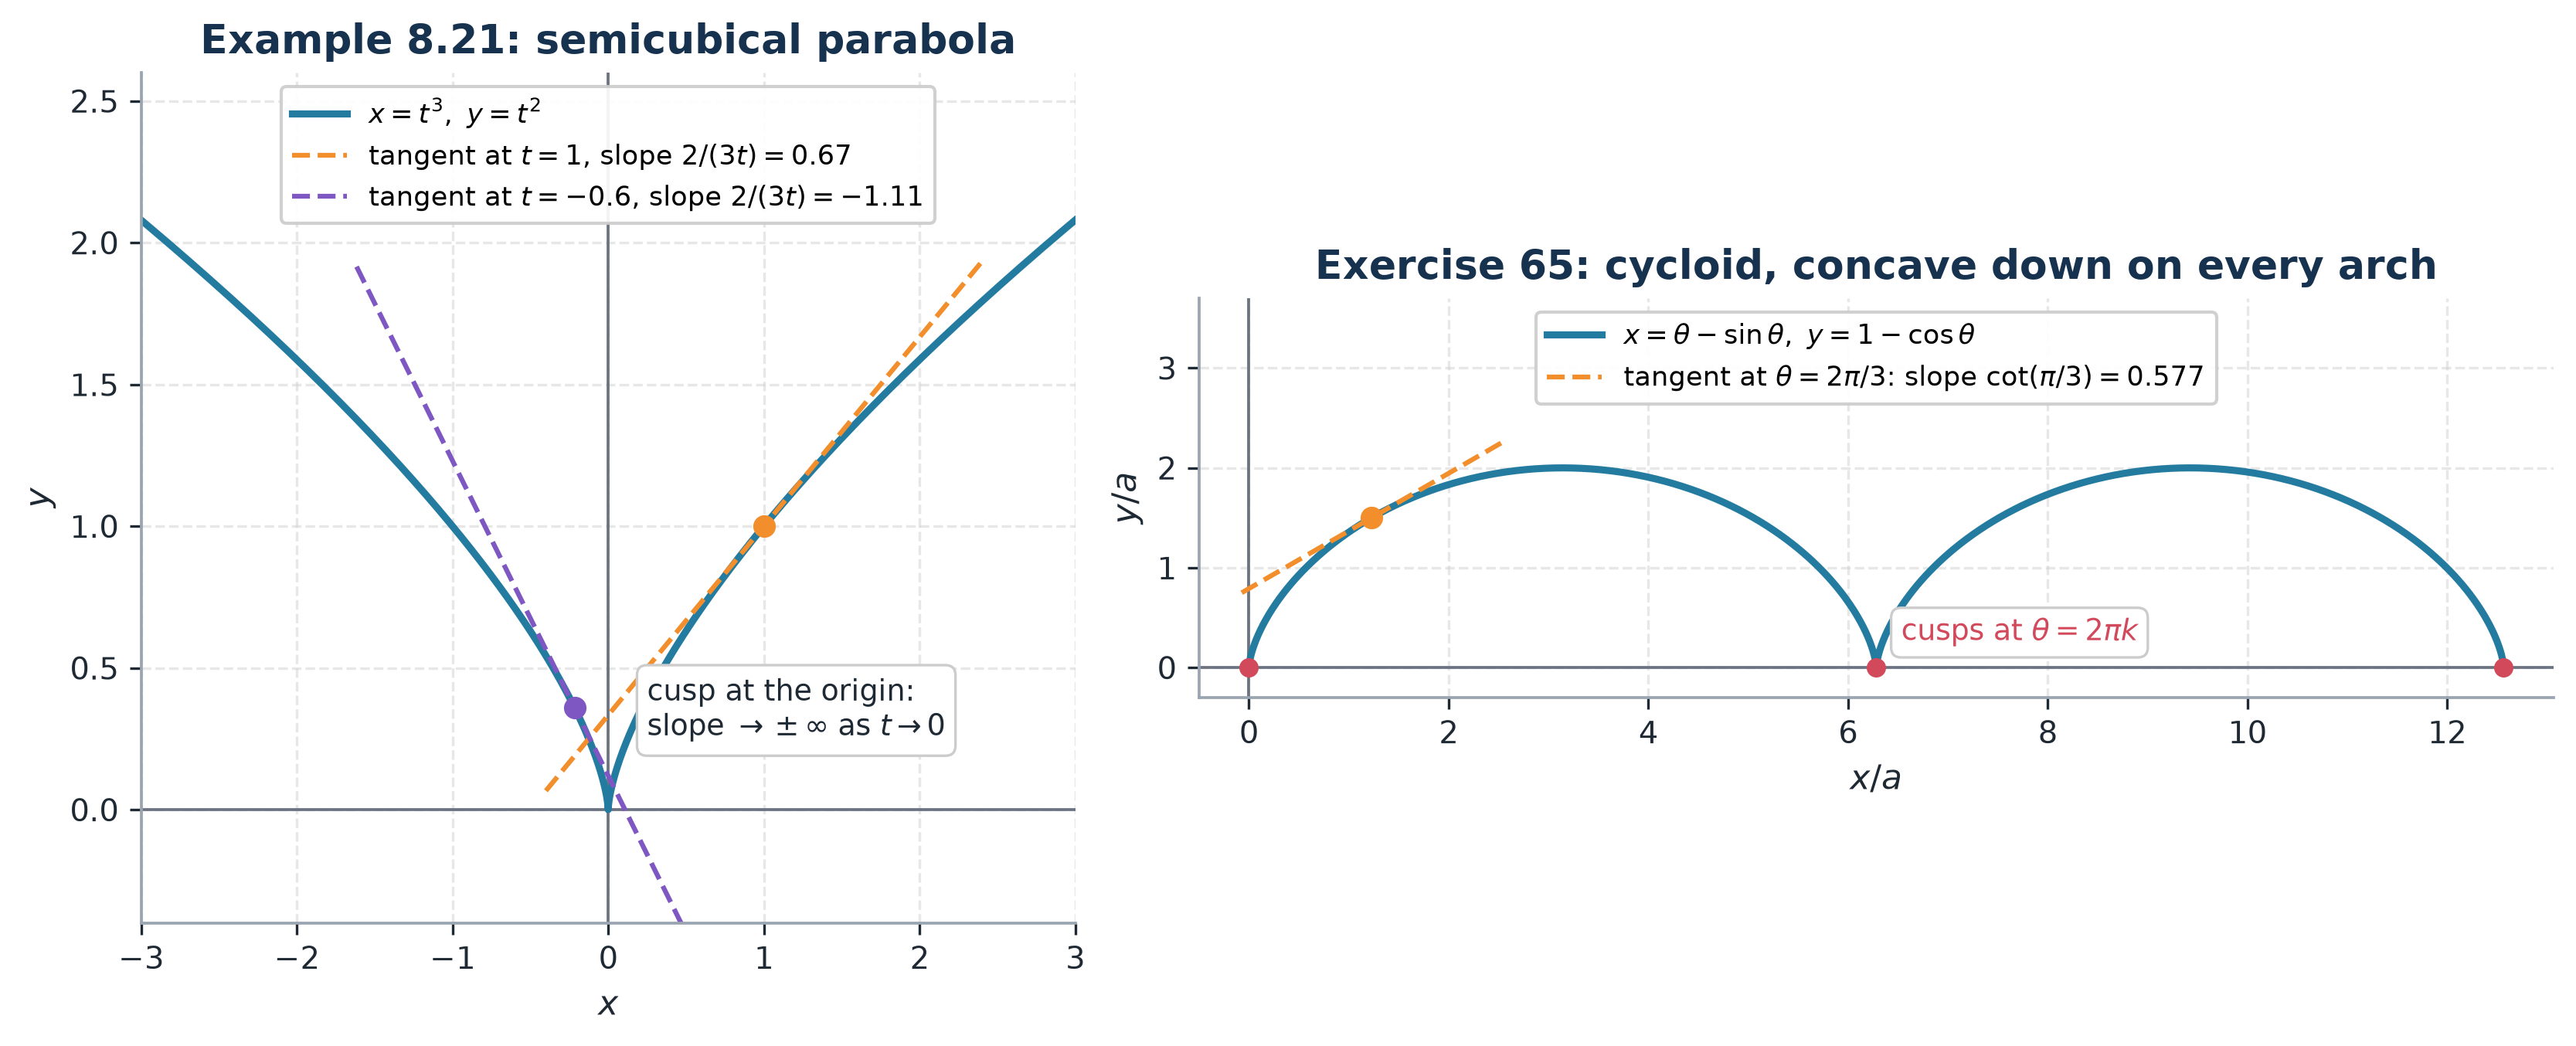 Example 8.21: semicubical parabola
x = t³, y = t²
tangent at t = 1, slope 2/(3t) = 0.67
tangent at t = −0.6, slope 2/(3t) = −1.11
2.5
2.0
1.5
1.0
0.5
0.0
y
cusp at the origin:
slope → ± ∞ as t → 0
−3 −2 −1 0 1 2 3
x
Exercise 65: cycloid, concave down on every arch
x = θ − sin θ, y = 1 − cos θ
tangent at θ = 2π/3: slope cot(π/3) = 0.577
3
2
1
0
y/a
cusps at θ = 2πk
0 2 4 6 8 10 12
x/a